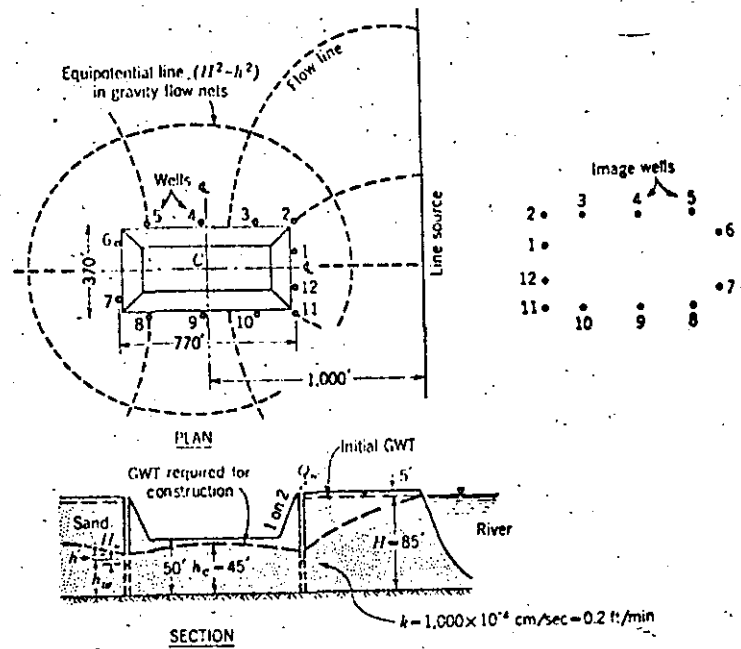 Equipotential line, (H²-h²)
in gravity flow nets
Flow line
Wells
℄
5
4
3
2
6
1
C
℄
12
7
11
8
9
10
370'
770'
1,000'
Line source
PLAN
Image wells
2
3
4
5
6
1
12
7
11
10
9
8
GWT required for
construction
Initial GWT
5'
1 on 2
Sand
River
H=85'
h
50'
hc=45'
hw
k=1,000×10⁻⁴ cm/sec=0.2 ft/min
SECTION